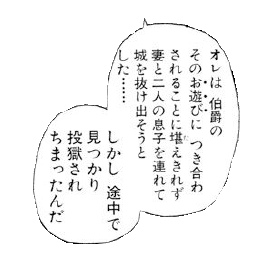 オレは 伯爵の
そのお遊びに つき合わ
されることに堪えきれず
妻と二人の息子を連れて
城を抜け出そうと
した……
しかし 途中で
見つかり
投獄され
ちまったんだ